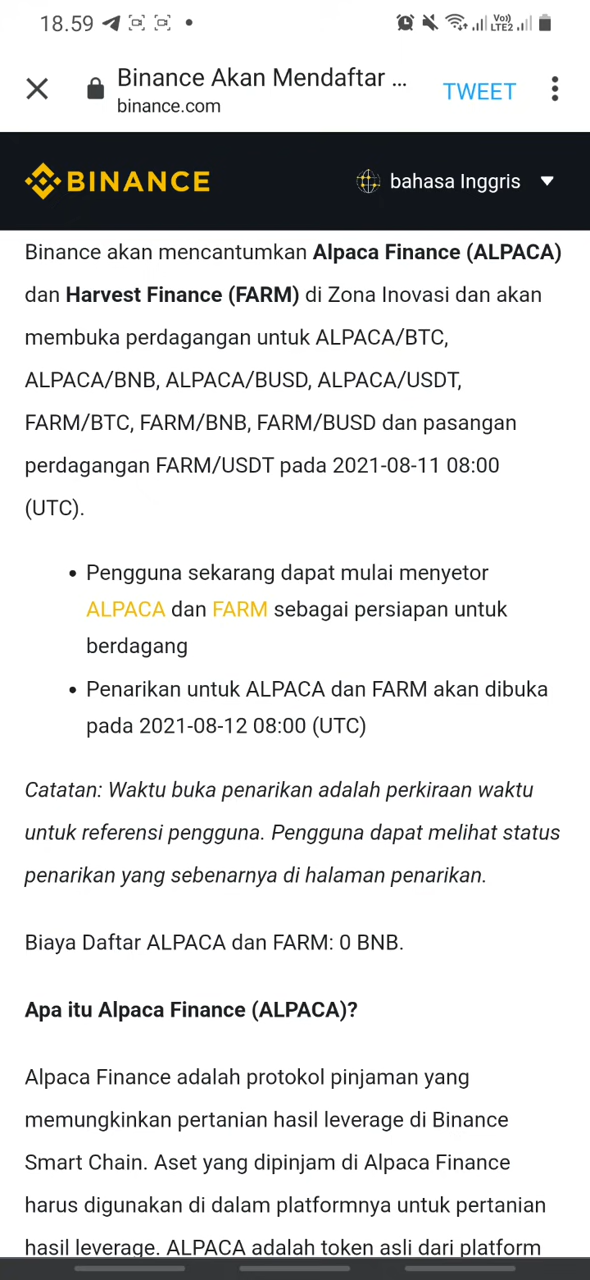 18.59
Vo)) LTE2
Binance Akan Mendaftar ...
binance.com
TWEET
BINANCE
bahasa Inggris
Binance akan mencantumkan Alpaca Finance (ALPACA)
dan Harvest Finance (FARM) di Zona Inovasi dan akan
membuka perdagangan untuk ALPACA/BTC,
ALPACA/BNB, ALPACA/BUSD, ALPACA/USDT,
FARM/BTC, FARM/BNB, FARM/BUSD dan pasangan
perdagangan FARM/USDT pada 2021-08-11 08:00
(UTC).
• Pengguna sekarang dapat mulai menyetor
ALPACA dan FARM sebagai persiapan untuk
berdagang
• Penarikan untuk ALPACA dan FARM akan dibuka
pada 2021-08-12 08:00 (UTC)
Catatan: Waktu buka penarikan adalah perkiraan waktu
untuk referensi pengguna. Pengguna dapat melihat status
penarikan yang sebenarnya di halaman penarikan.
Biaya Daftar ALPACA dan FARM: 0 BNB.
Apa itu Alpaca Finance (ALPACA)?
Alpaca Finance adalah protokol pinjaman yang
memungkinkan pertanian hasil leverage di Binance
Smart Chain. Aset yang dipinjam di Alpaca Finance
harus digunakan di dalam platformnya untuk pertanian
hasil leverage. ALPACA adalah token asli dari platform